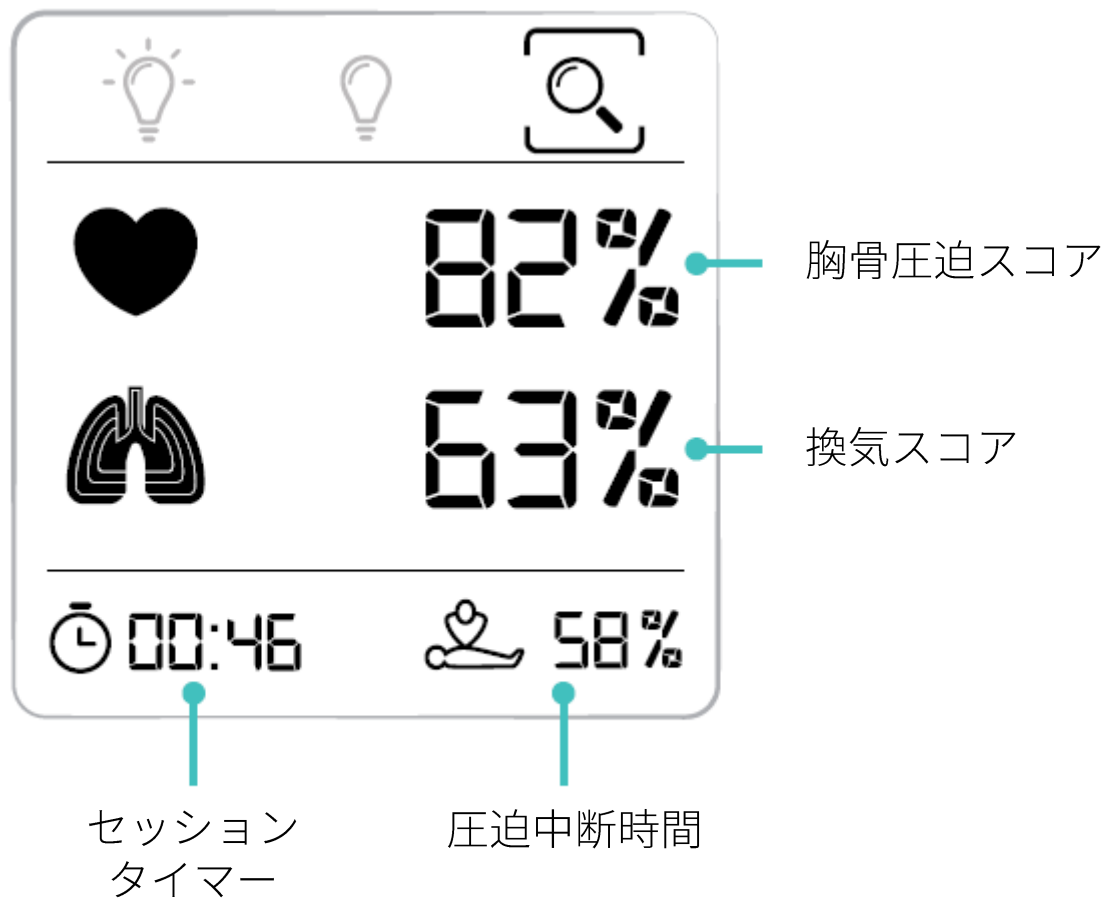 82%
胸骨圧迫スコア
63%
換気スコア
00:46
58%
セッション
タイマー
圧迫中断時間